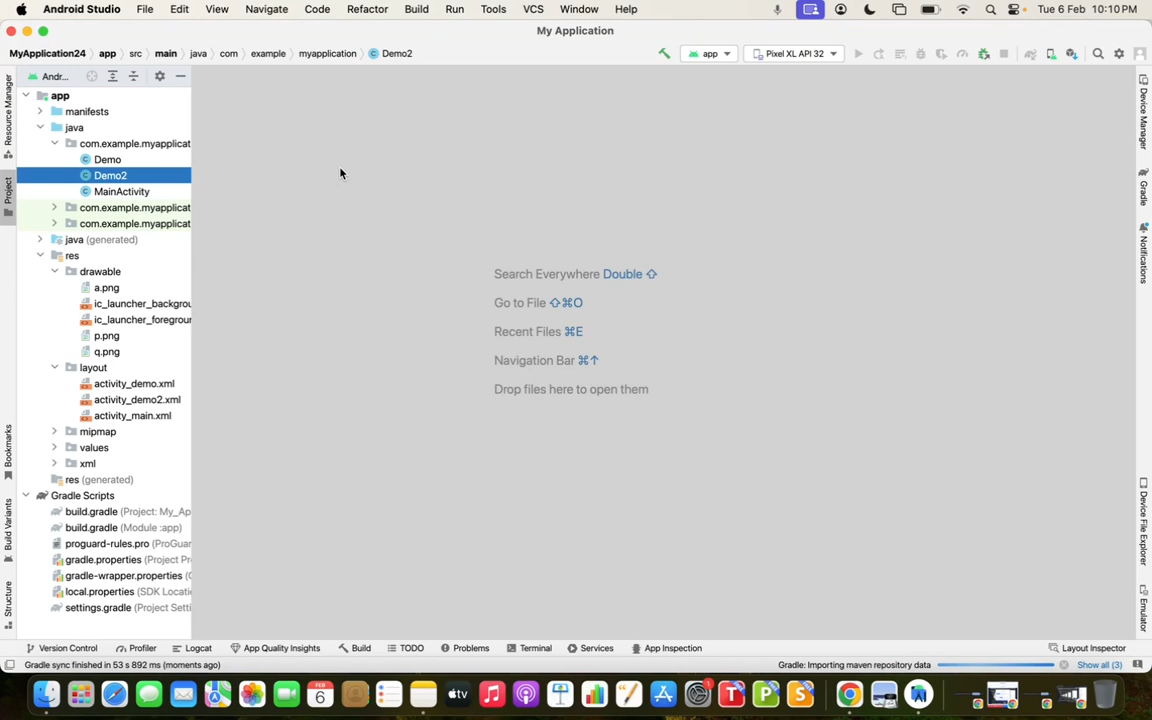 Android Studio File Edit View Navigate Code Refactor Build Run Tools VCS Window Help Tue 6 Feb 10:10 PM
My Application
MyApplication24 app src main java com example myapplication Demo2 app Pixel XL API 32
Andr...
app
manifests
java
com.example.myapplicat
Demo
Demo2
MainActivity
com.example.myapplicat
com.example.myapplicat
java (generated)
res
drawable
a.png
ic_launcher_backgrou
ic_launcher_foregroun
p.png
q.png
layout
activity_demo.xml
activity_demo2.xml
activity_main.xml
mipmap
values
xml
res (generated)
Gradle Scripts
build.gradle (Project: My_Ap
build.gradle (Module :app)
proguard-rules.pro (ProGuar
gradle.properties (Project Pr
gradle-wrapper.properties (G
local.properties (SDK Locati
settings.gradle (Project Setti
Resource Manager
Project
Bookmarks
Build Variants
Structure
Search Everywhere Double ⇧
Go to File ⇧⌘O
Recent Files ⌘E
Navigation Bar ⌘↑
Drop files here to open them
Device Manager
Gradle
Notifications
Device File Explorer
Emulator
Version Control Profiler Logcat App Quality Insights Build TODO Problems Terminal Services App Inspection Layout Inspector
Gradle sync finished in 53 s 892 ms (moments ago) Gradle: Importing maven repository data Show all (3)
FEB
6
tv
1
T P S